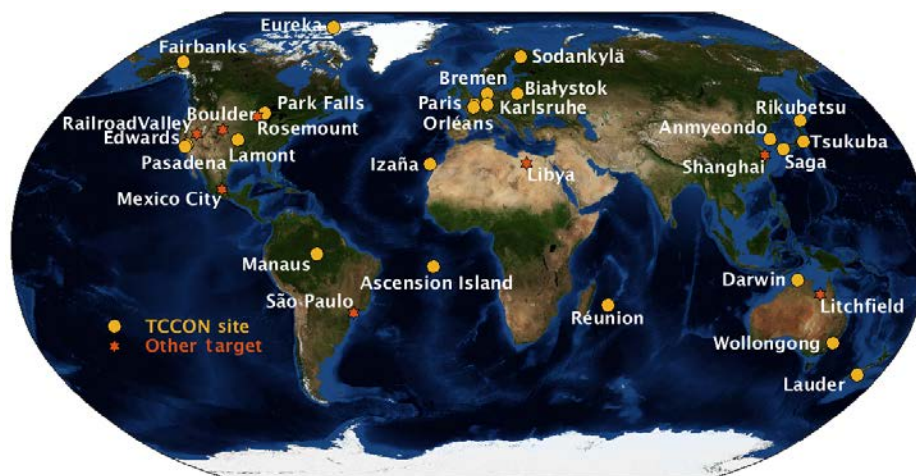 Eureka
Fairbanks
Sodankylä
Bremen
Białystok
Paris
Karlsruhe
Orléans
Boulder
Park Falls
RailroadValley
Rosemount
Edwards
Lamont
Pasadena
Rikubetsu
Anmyeondo
Tsukuba
Shanghai
Saga
Izaña
Libya
Mexico City
Manaus
Ascension Island
Darwin
São Paulo
Réunion
Litchfield
TCCON site
Other target
Wollongong
Lauder